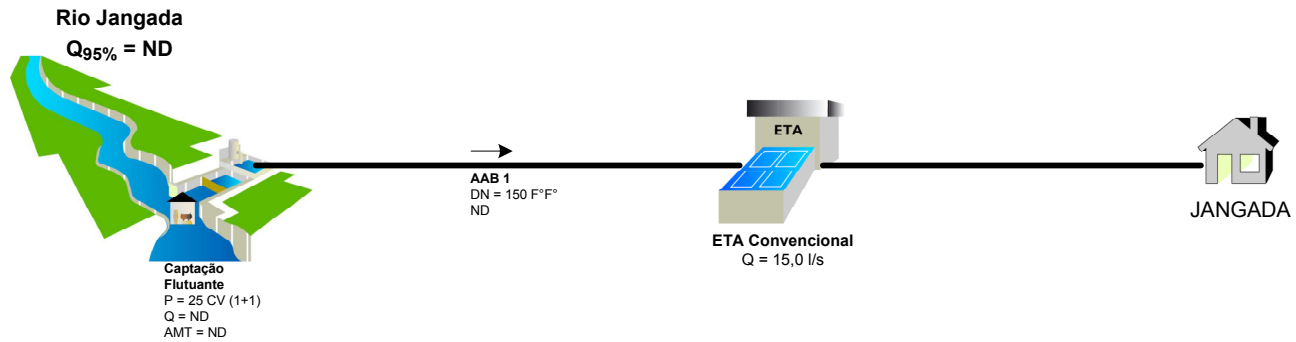 Rio Jangada
Q95% = ND
AAB 1
DN = 150 F°F°
ND
ETA
ETA Convencional
Q = 15,0 l/s
JANGADA
Captação
Flutuante
P = 25 CV (1+1)
Q = ND
AMT = ND